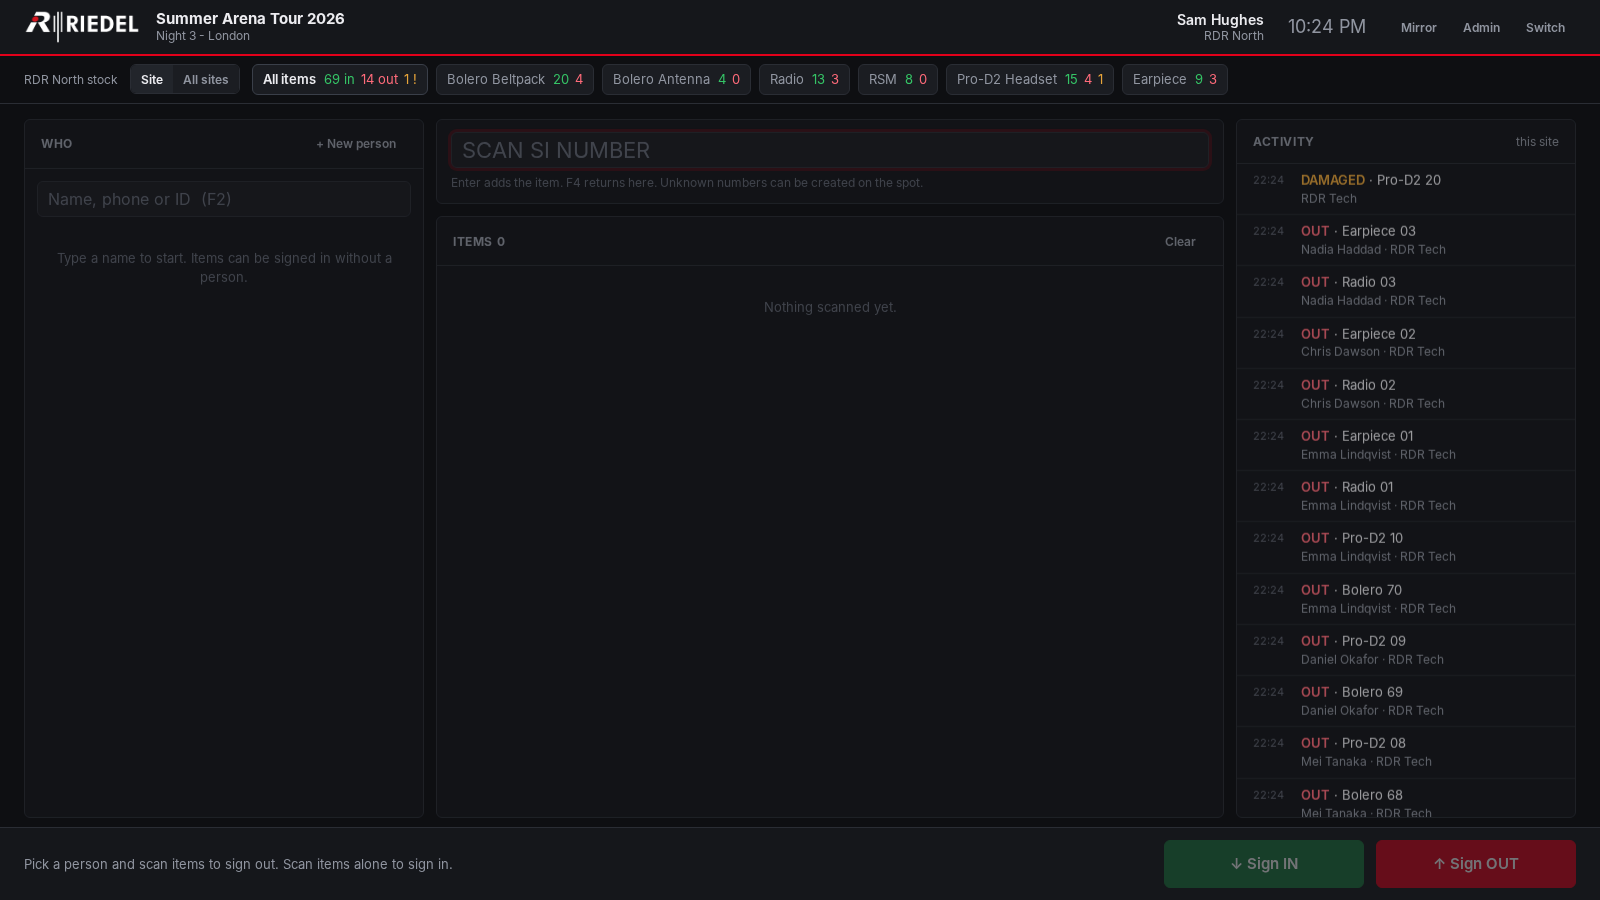 RIEDEL
Summer Arena Tour 2026
Night 3 - London
Sam Hughes
RDR North
10:24 PM
Mirror
Admin
Switch
RDR North stock
Site
All sites
All items 69 in 14 out 1 !
Bolero Beltpack 20 4
Bolero Antenna 4 0
Radio 13 3
RSM 8 0
Pro-D2 Headset 15 4 1
Earpiece 9 3
WHO
+ New person
Name, phone or ID (F2)
Type a name to start. Items can be signed in without a
person.
SCAN SI NUMBER
Enter adds the item. F4 returns here. Unknown numbers can be created on the spot.
ITEMS 0
Clear
Nothing scanned yet.
ACTIVITY
this site
22:24 DAMAGED · Pro-D2 20
RDR Tech
22:24 OUT · Earpiece 03
Nadia Haddad · RDR Tech
22:24 OUT · Radio 03
Nadia Haddad · RDR Tech
22:24 OUT · Earpiece 02
Chris Dawson · RDR Tech
22:24 OUT · Radio 02
Chris Dawson · RDR Tech
22:24 OUT · Earpiece 01
Emma Lindqvist · RDR Tech
22:24 OUT · Radio 01
Emma Lindqvist · RDR Tech
22:24 OUT · Pro-D2 10
Emma Lindqvist · RDR Tech
22:24 OUT · Bolero 70
Emma Lindqvist · RDR Tech
22:24 OUT · Pro-D2 09
Daniel Okafor · RDR Tech
22:24 OUT · Bolero 69
Daniel Okafor · RDR Tech
22:24 OUT · Pro-D2 08
Mei Tanaka · RDR Tech
22:24 OUT · Bolero 68
Mei Tanaka · RDR Tech
Pick a person and scan items to sign out. Scan items alone to sign in.
↓ Sign IN
↑ Sign OUT